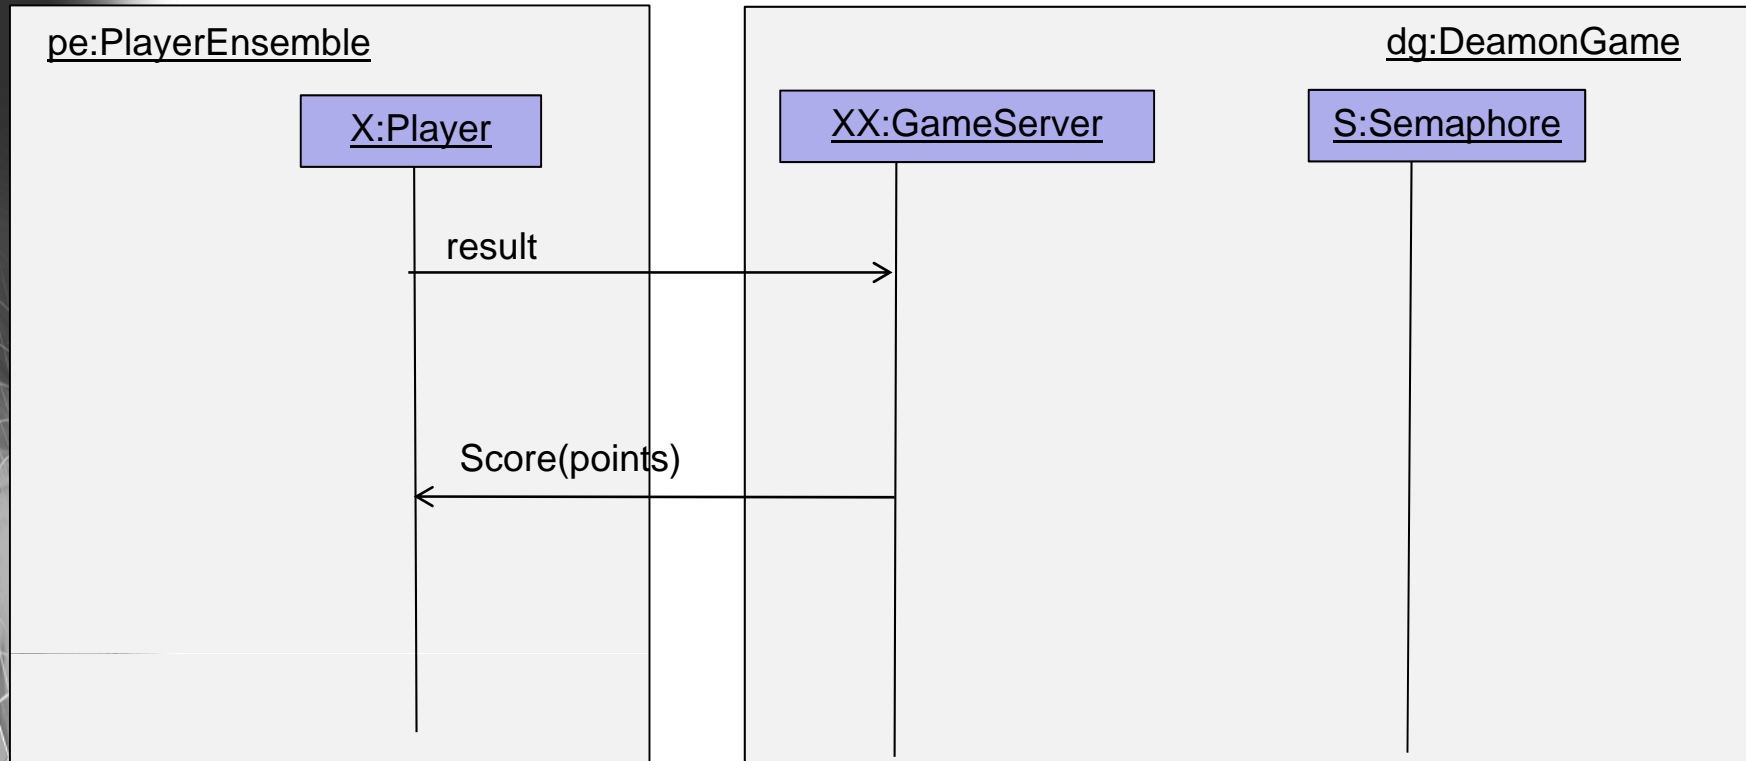 pe:PlayerEnsemble
dg:DeamonGame
X:Player
XX:GameServer
S:Semaphore
result
Score(points)